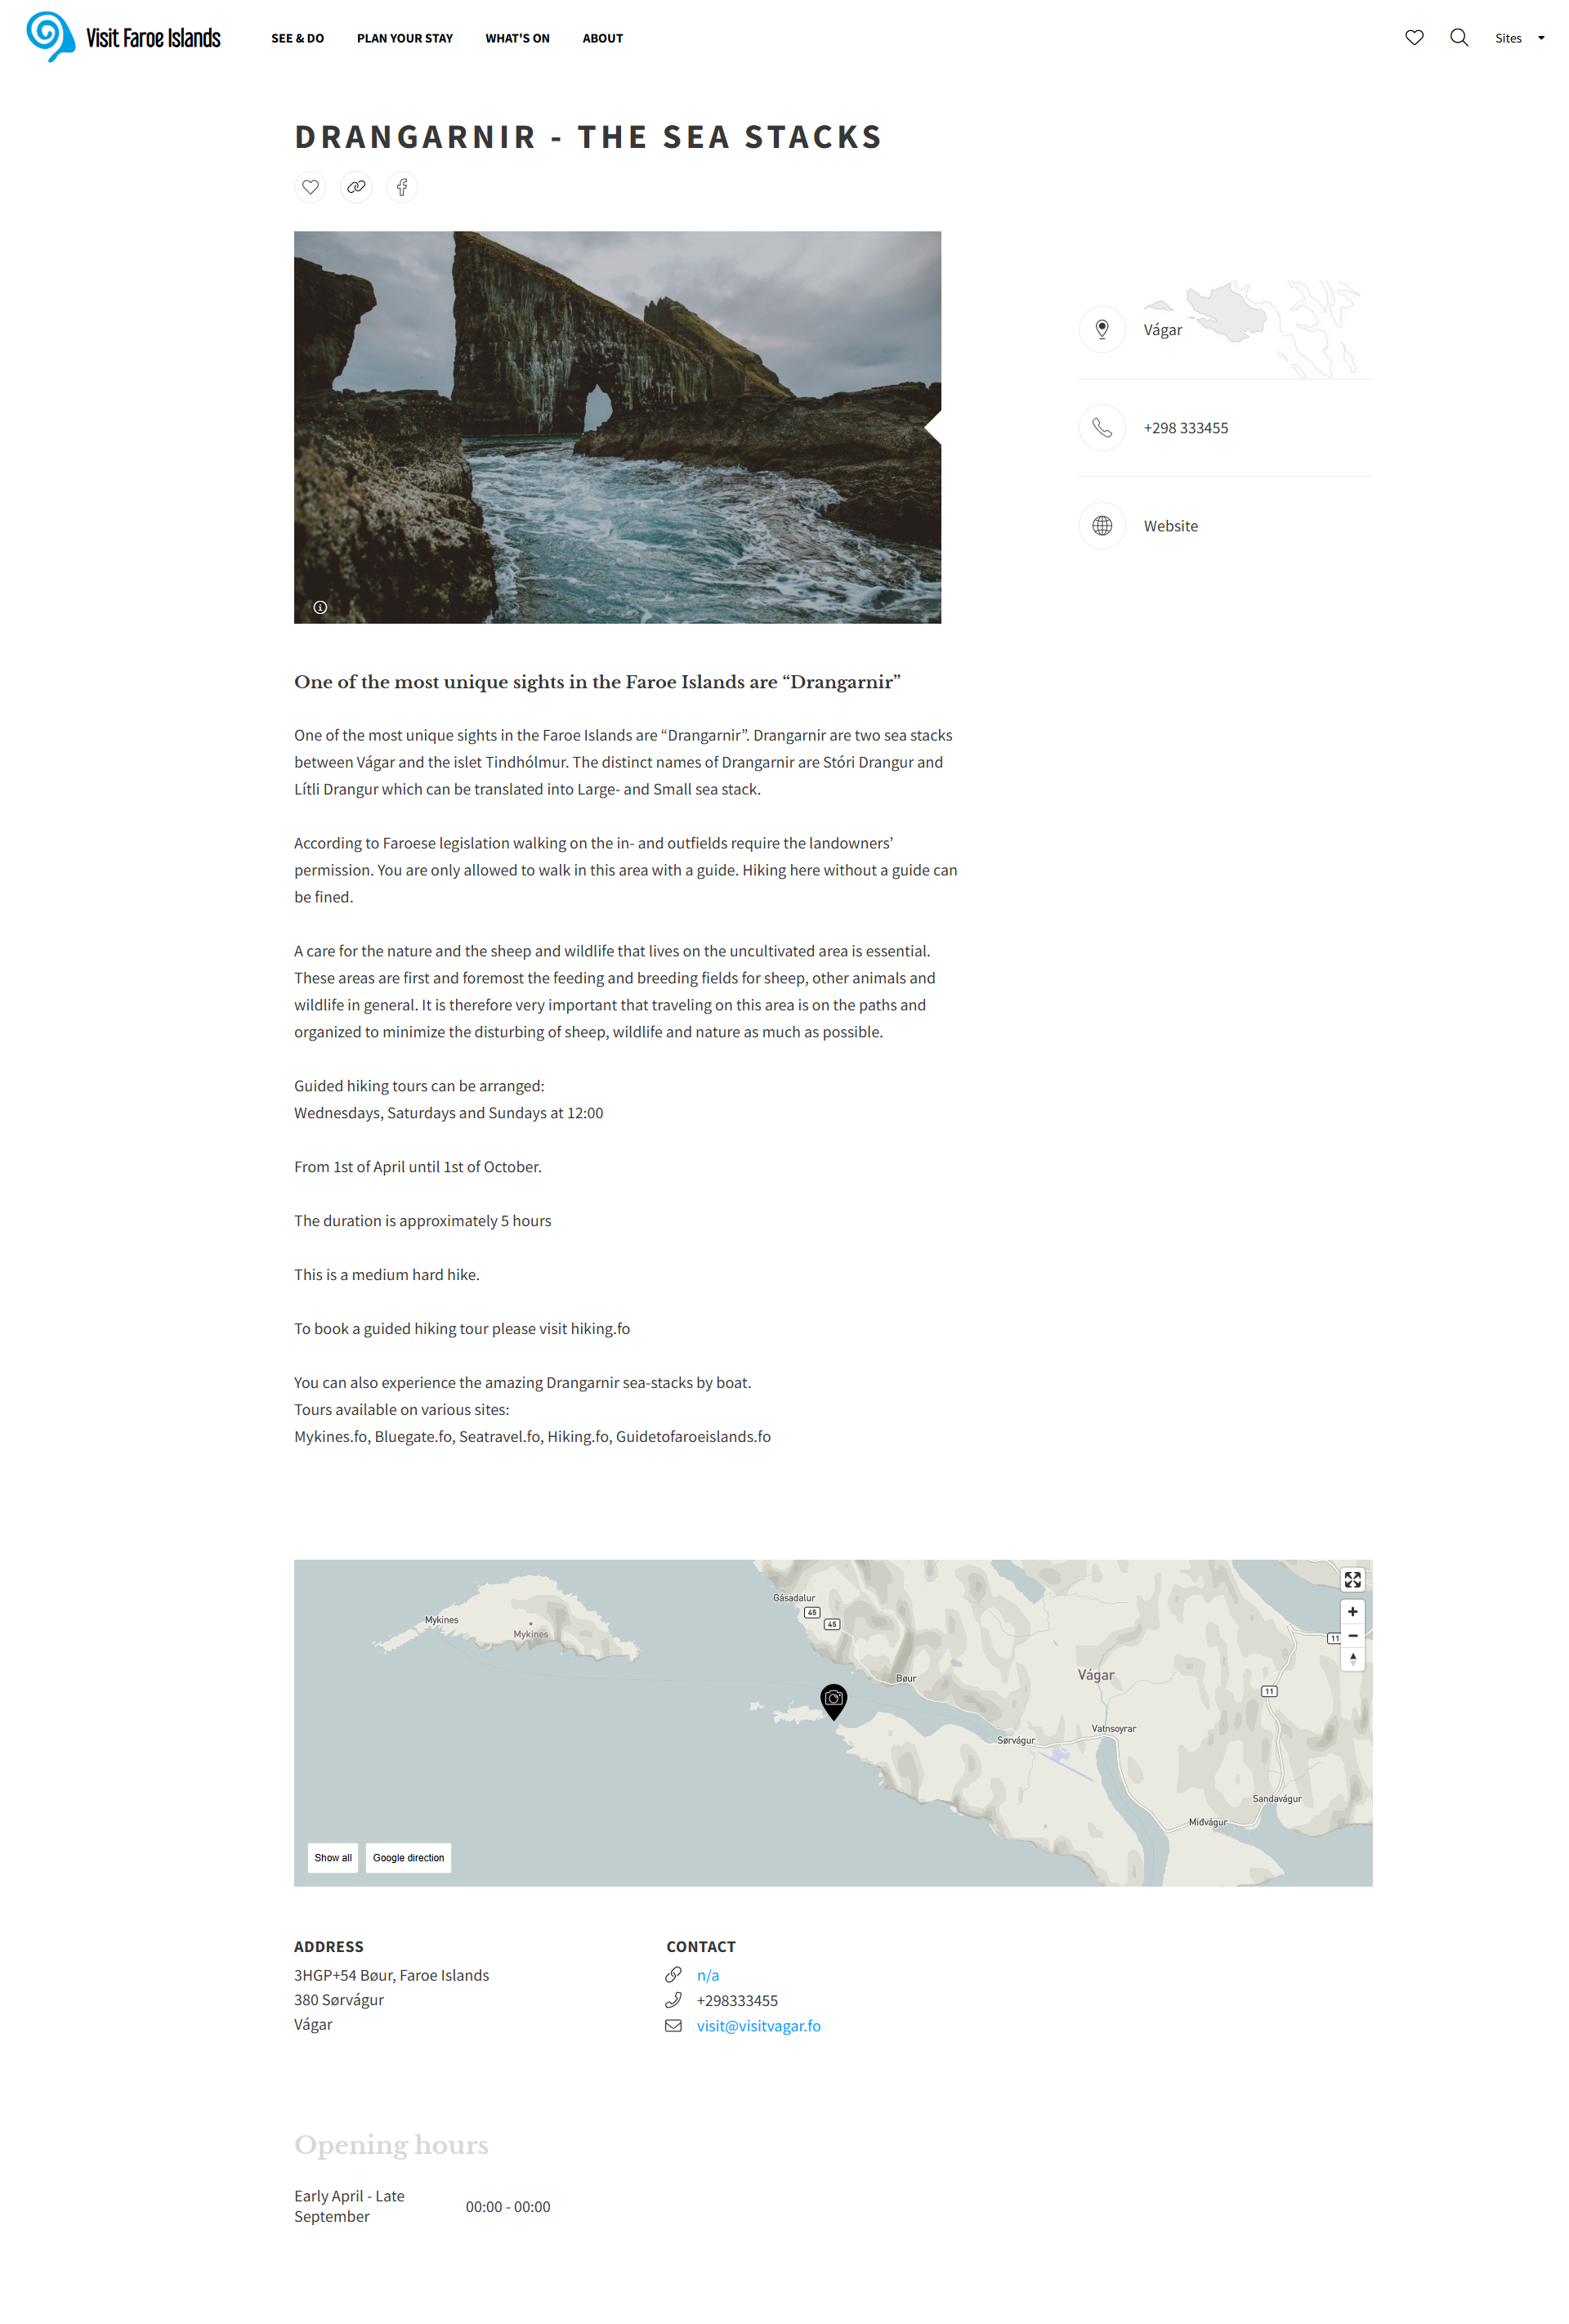 Visit Faroe Islands
SEE & DO
PLAN YOUR STAY
WHAT'S ON
ABOUT
Sites
DRANGARNIR - THE SEA STACKS
Vágar
+298 333455
Website
One of the most unique sights in the Faroe Islands are “Drangarnir”
One of the most unique sights in the Faroe Islands are “Drangarnir”. Drangarnir are two sea stacks
between Vágar and the islet Tindhólmur. The distinct names of Drangarnir are Stóri Drangur and
Lítli Drangur which can be translated into Large- and Small sea stack.
According to Faroese legislation walking on the in- and outfields require the landowners’
permission. You are only allowed to walk in this area with a guide. Hiking here without a guide can
be fined.
A care for the nature and the sheep and wildlife that lives on the uncultivated area is essential.
These areas are first and foremost the feeding and breeding fields for sheep, other animals and
wildlife in general. It is therefore very important that traveling on this area is on the paths and
organized to minimize the disturbing of sheep, wildlife and nature as much as possible.
Guided hiking tours can be arranged:
Wednesdays, Saturdays and Sundays at 12:00
From 1st of April until 1st of October.
The duration is approximately 5 hours
This is a medium hard hike.
To book a guided hiking tour please visit hiking.fo
You can also experience the amazing Drangarnir sea-stacks by boat.
Tours available on various sites:
Mykines.fo, Bluegate.fo, Seatravel.fo, Hiking.fo, Guidetofaroeislands.fo
Gásadalur
45
45
Mykines
Mykines
11
Bøur
Vágar
11
Vatnsoyrar
Sørvágur
Sandavágur
Miðvágur
Show all
Google direction
ADDRESS
3HGP+54 Bøur, Faroe Islands
380 Sørvágur
Vágar
CONTACT
n/a
+298333455
visit@visitvagar.fo
Opening hours
Early April - Late
September
00:00 - 00:00